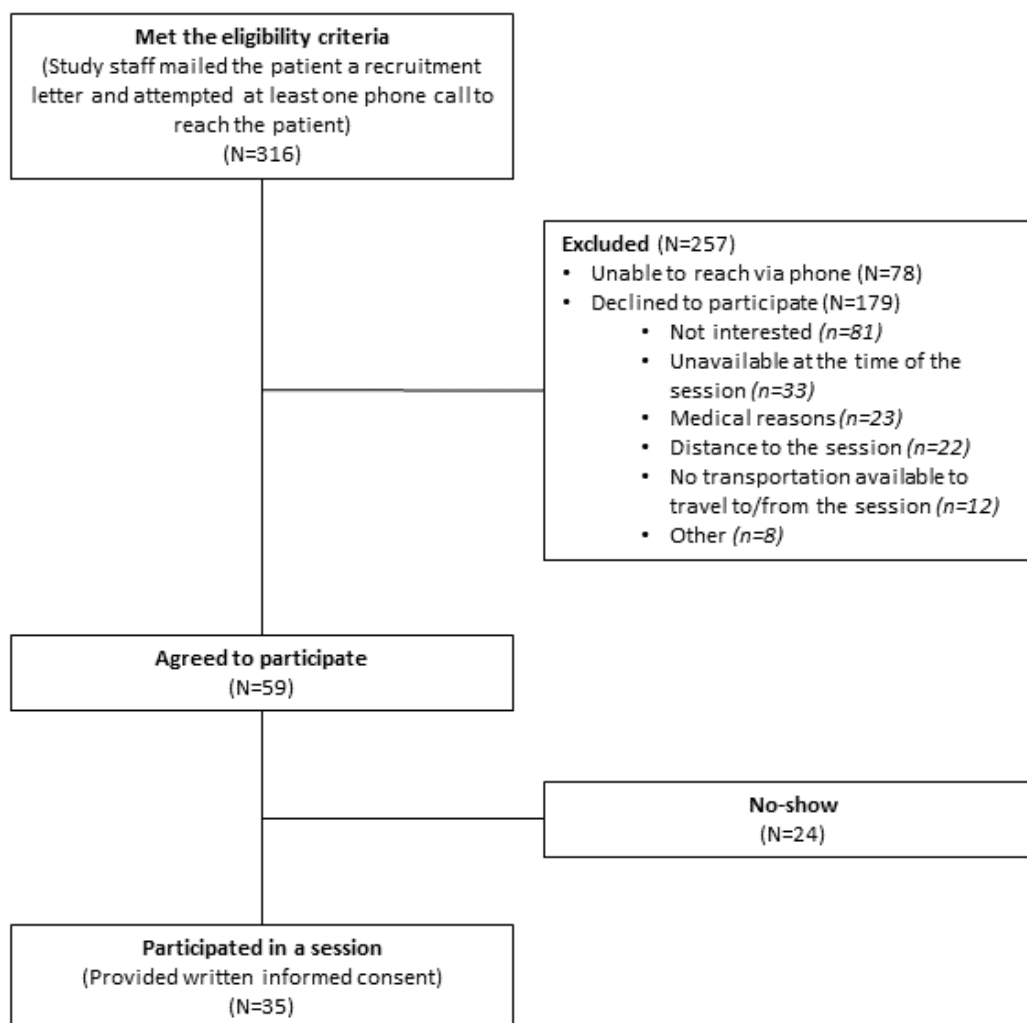 Met the eligibility criteria
(Study staff mailed the patient a recruitment
letter and attempted at least one phone call to
reach the patient)
(N=316)
Excluded (N=257)
• Unable to reach via phone (N=78)
• Declined to participate (N=179)
• Not interested (n=81)
• Unavailable at the time of the
session (n=33)
• Medical reasons (n=23)
• Distance to the session (n=22)
• No transportation available to
travel to/from the session (n=12)
• Other (n=8)
Agreed to participate
(N=59)
No-show
(N=24)
Participated in a session
(Provided written informed consent)
(N=35)